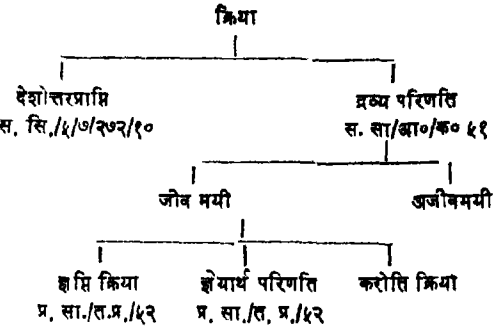 क्रिया
देशोत्तरप्राप्ति द्रव्य परिणति
स. सि./५/७/२७२/१० स. सा/आ०/क० ५१
जीव मयी अजीवमयी
ज्ञप्ति क्रिया ज्ञेयार्थ परिणति करोति क्रिया
प्र. सा./त.प्र./५२ प्र. सा./त. प्र./५२